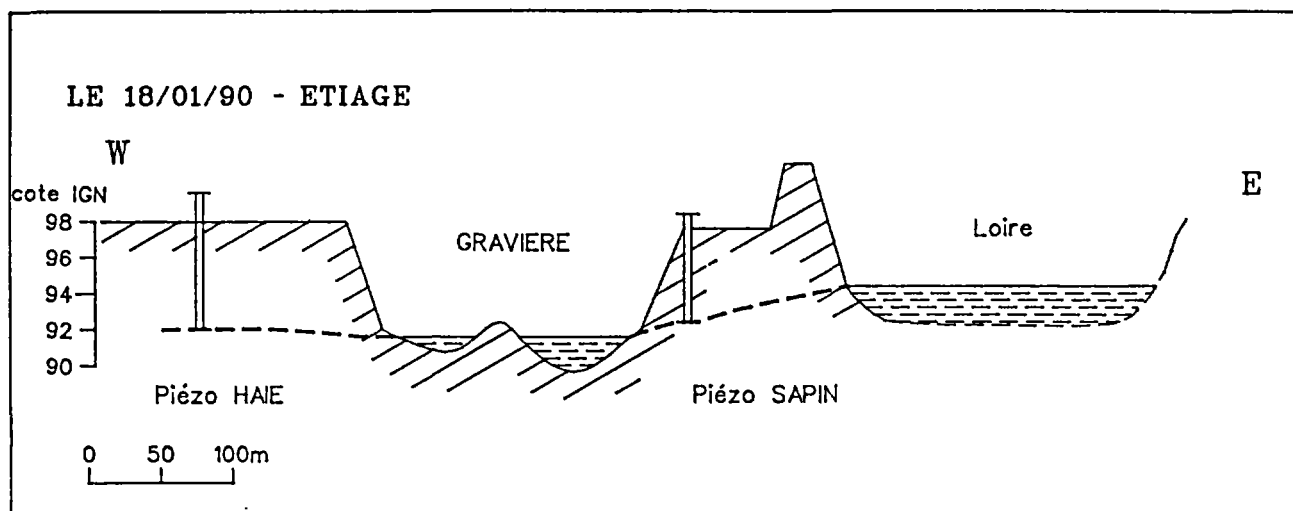 LE 18/01/90 - ETIAGE
W
E
cote IGN
98
96
94
92
90
GRAVIERE
Loire
Piézo HAIE
Piézo SAPIN
0 50 100m